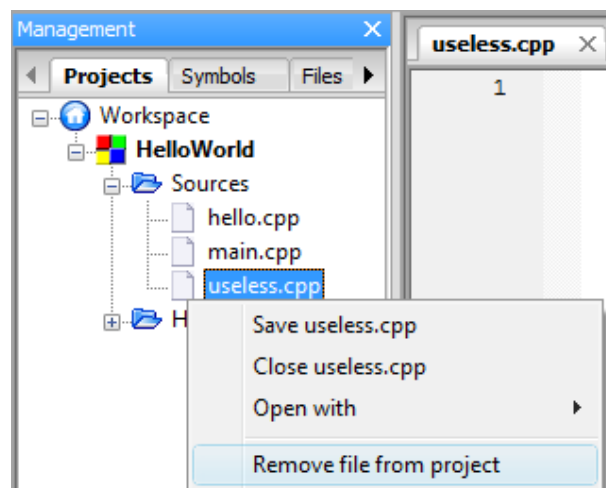 Management
useless.cpp
Projects Symbols Files
1
Workspace
HelloWorld
Sources
hello.cpp
main.cpp
useless.cpp
H
Save useless.cpp
Close useless.cpp
Open with
Remove file from project